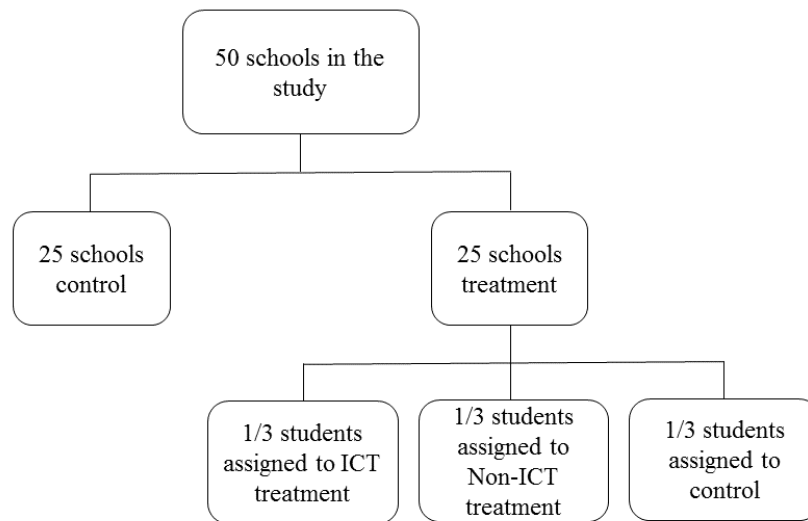 50 schools in the
study
25 schools
control
25 schools
treatment
1/3 students
assigned to ICT
treatment
1/3 students
assigned to
Non-ICT
treatment
1/3 students
assigned to
control